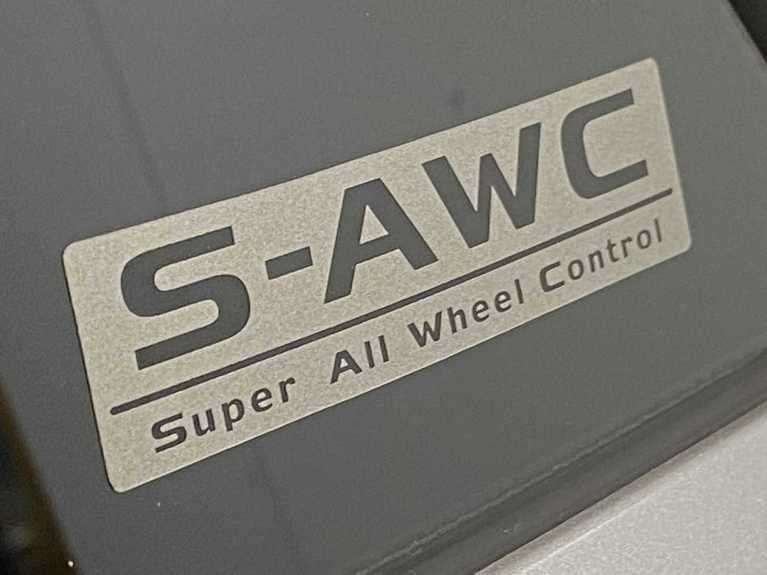 S-AWC
Super All Wheel Control